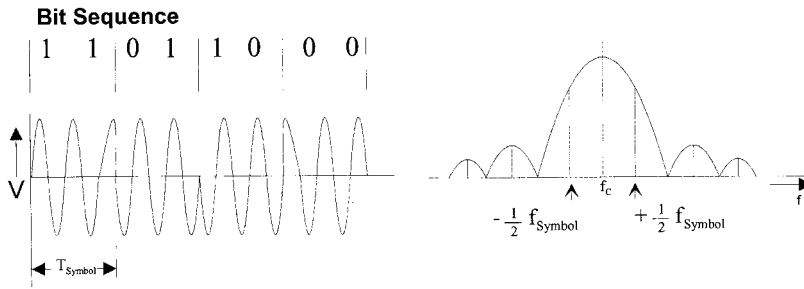 Bit Sequence
1 1 0 1 1 0 0 0
V
T_Symbol
f_c
f
- 1/2 f_Symbol
+ 1/2 f_Symbol